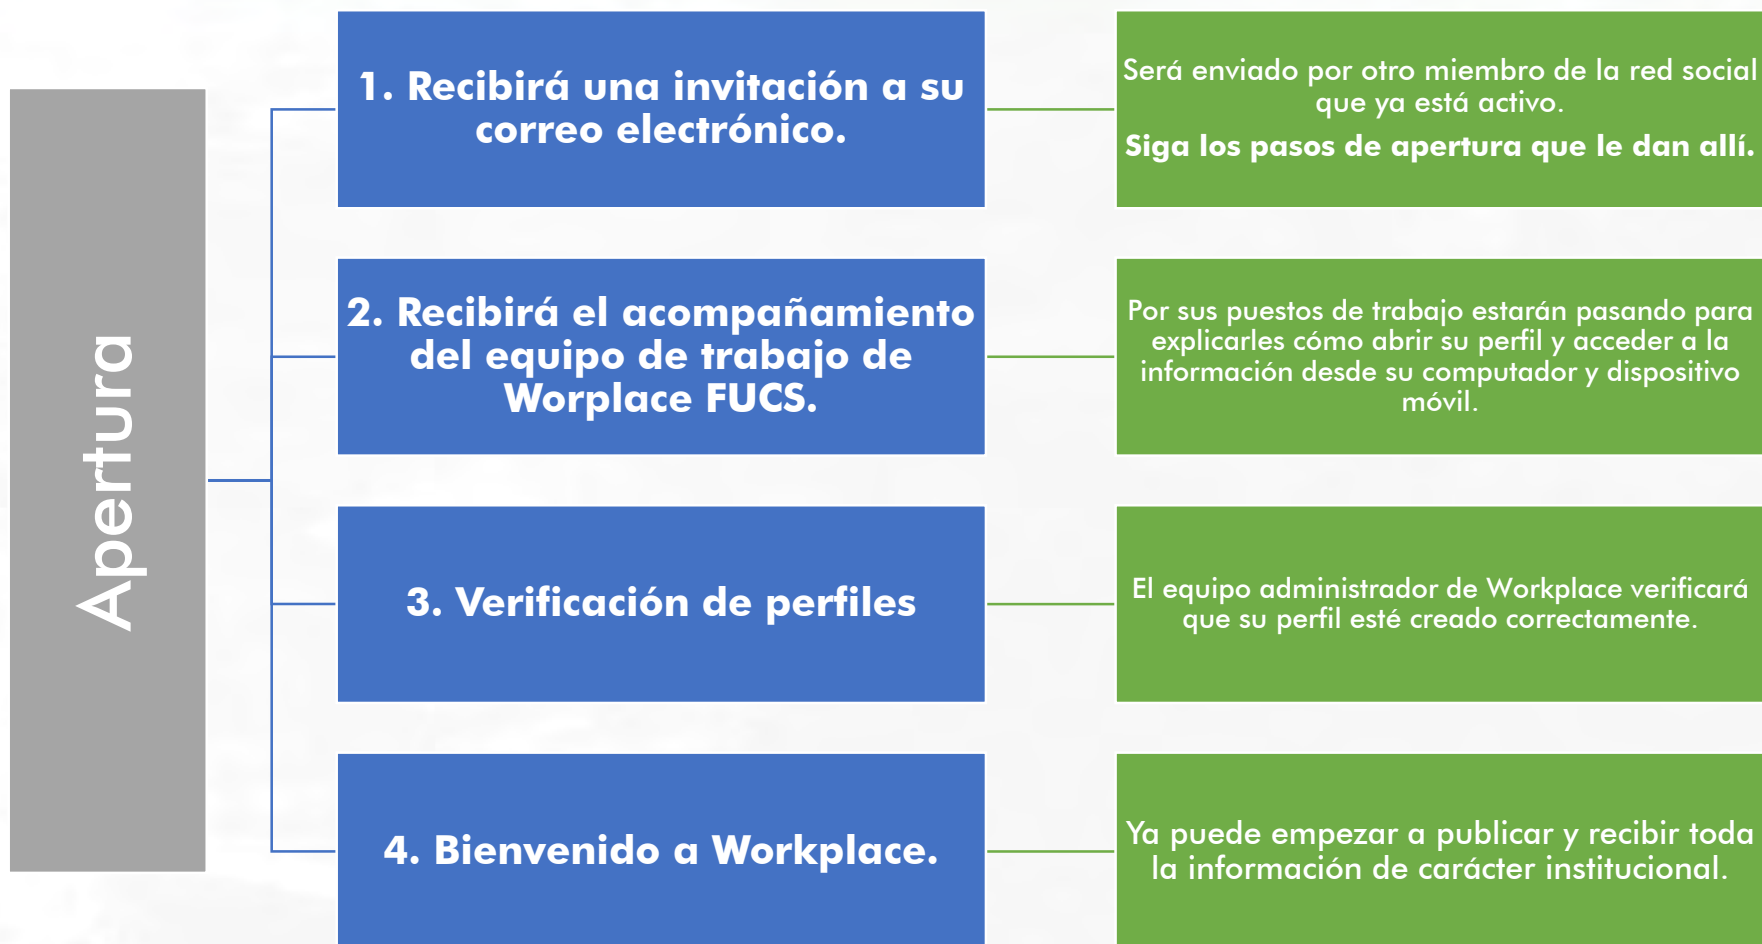 Apertura
1. Recibirá una invitación a su
correo electrónico.
Será enviado por otro miembro de la red social
que ya está activo.
Siga los pasos de apertura que le dan allí.
2. Recibirá el acompañamiento
del equipo de trabajo de
Worplace FUCS.
Por sus puestos de trabajo estarán pasando para
explicarles cómo abrir su perfil y acceder a la
información desde su computador y dispositivo
móvil.
3. Verificación de perfiles
El equipo administrador de Workplace verificará
que su perfil esté creado correctamente.
4. Bienvenido a Workplace.
Ya puede empezar a publicar y recibir toda
la información de carácter institucional.